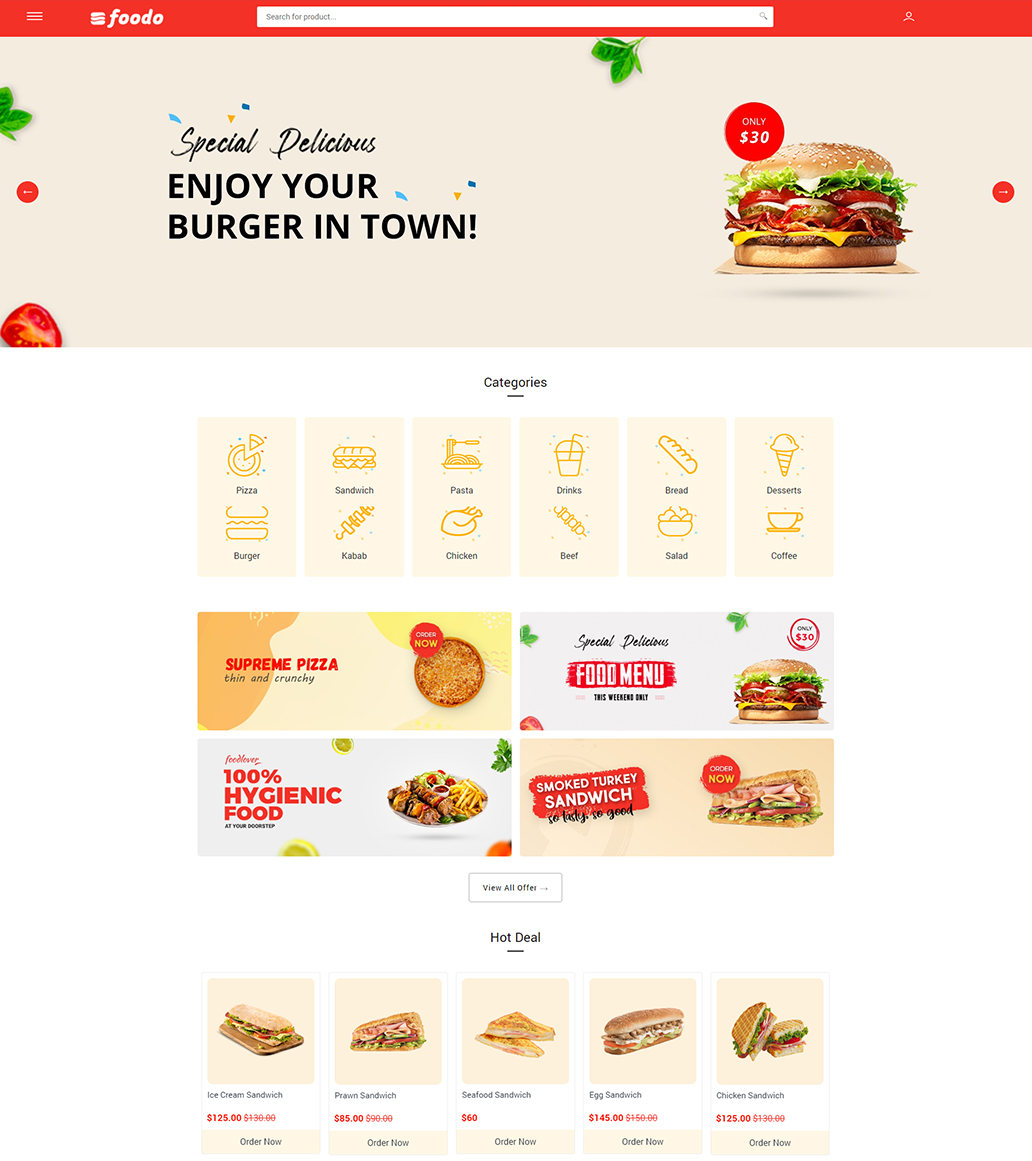 foodo
Search for product...
Special Delicious
ENJOY YOUR
BURGER IN TOWN!
ONLY
$30
Categories
Pizza
Sandwich
Pasta
Drinks
Bread
Desserts
Burger
Kabab
Chicken
Beef
Salad
Coffee
SUPREME PIZZA
thin and crunchy
ORDER
NOW
Special Delicious
FOOD MENU
THIS WEEKEND ONLY
ONLY
$30
foodlover
100%
HYGIENIC
FOOD
AT YOUR DOORSTEP
SMOKED TURKEY
SANDWICH
so tasty, so good
ORDER
NOW
View All Offer →
Hot Deal
Ice Cream Sandwich
$125.00 $130.00
Order Now
Prawn Sandwich
$85.00 $90.00
Order Now
Seafood Sandwich
$60
Order Now
Egg Sandwich
$145.00 $150.00
Order Now
Chicken Sandwich
$125.00 $130.00
Order Now